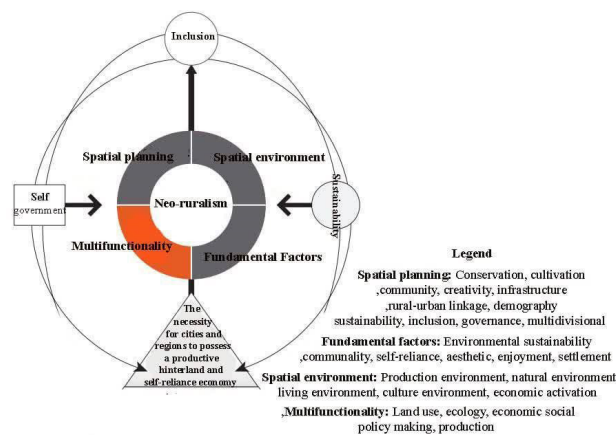 Inclusion
Spatial planning
Spatial environment
Self
government
Neo-ruralism
Sustainability
Multifunctionality
Fundamental Factors
The
necessity
for cities and
regions to possess
a productive
hinterland and
self-reliance economy
Legend
Spatial planning: Conservation, cultivation
,community, creativity, infrastructure
,rural-urban linkage, demography
sustainability, inclusion, governance, multidivisional
Fundamental factors: Environmental sustainability
,communality, self-reliance, aesthetic, enjoyment, settlement
Spatial environment: Production environment, natural environment
living environment, culture environment, economic activation
,Multifunctionality: Land use, ecology, economic social
policy making, production